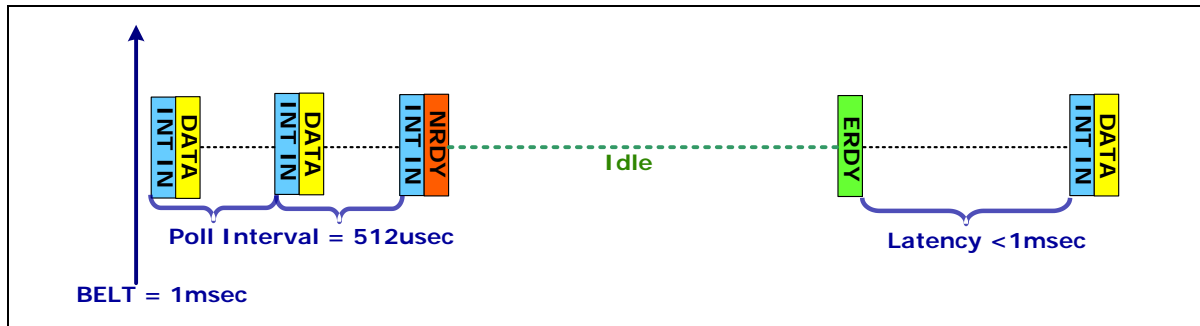 INT IN
DATA
INT IN
DATA
INT IN
NRDY
Idle
ERDY
INT IN
DATA
Poll Interval = 512usec
Latency <1msec
BELT = 1msec